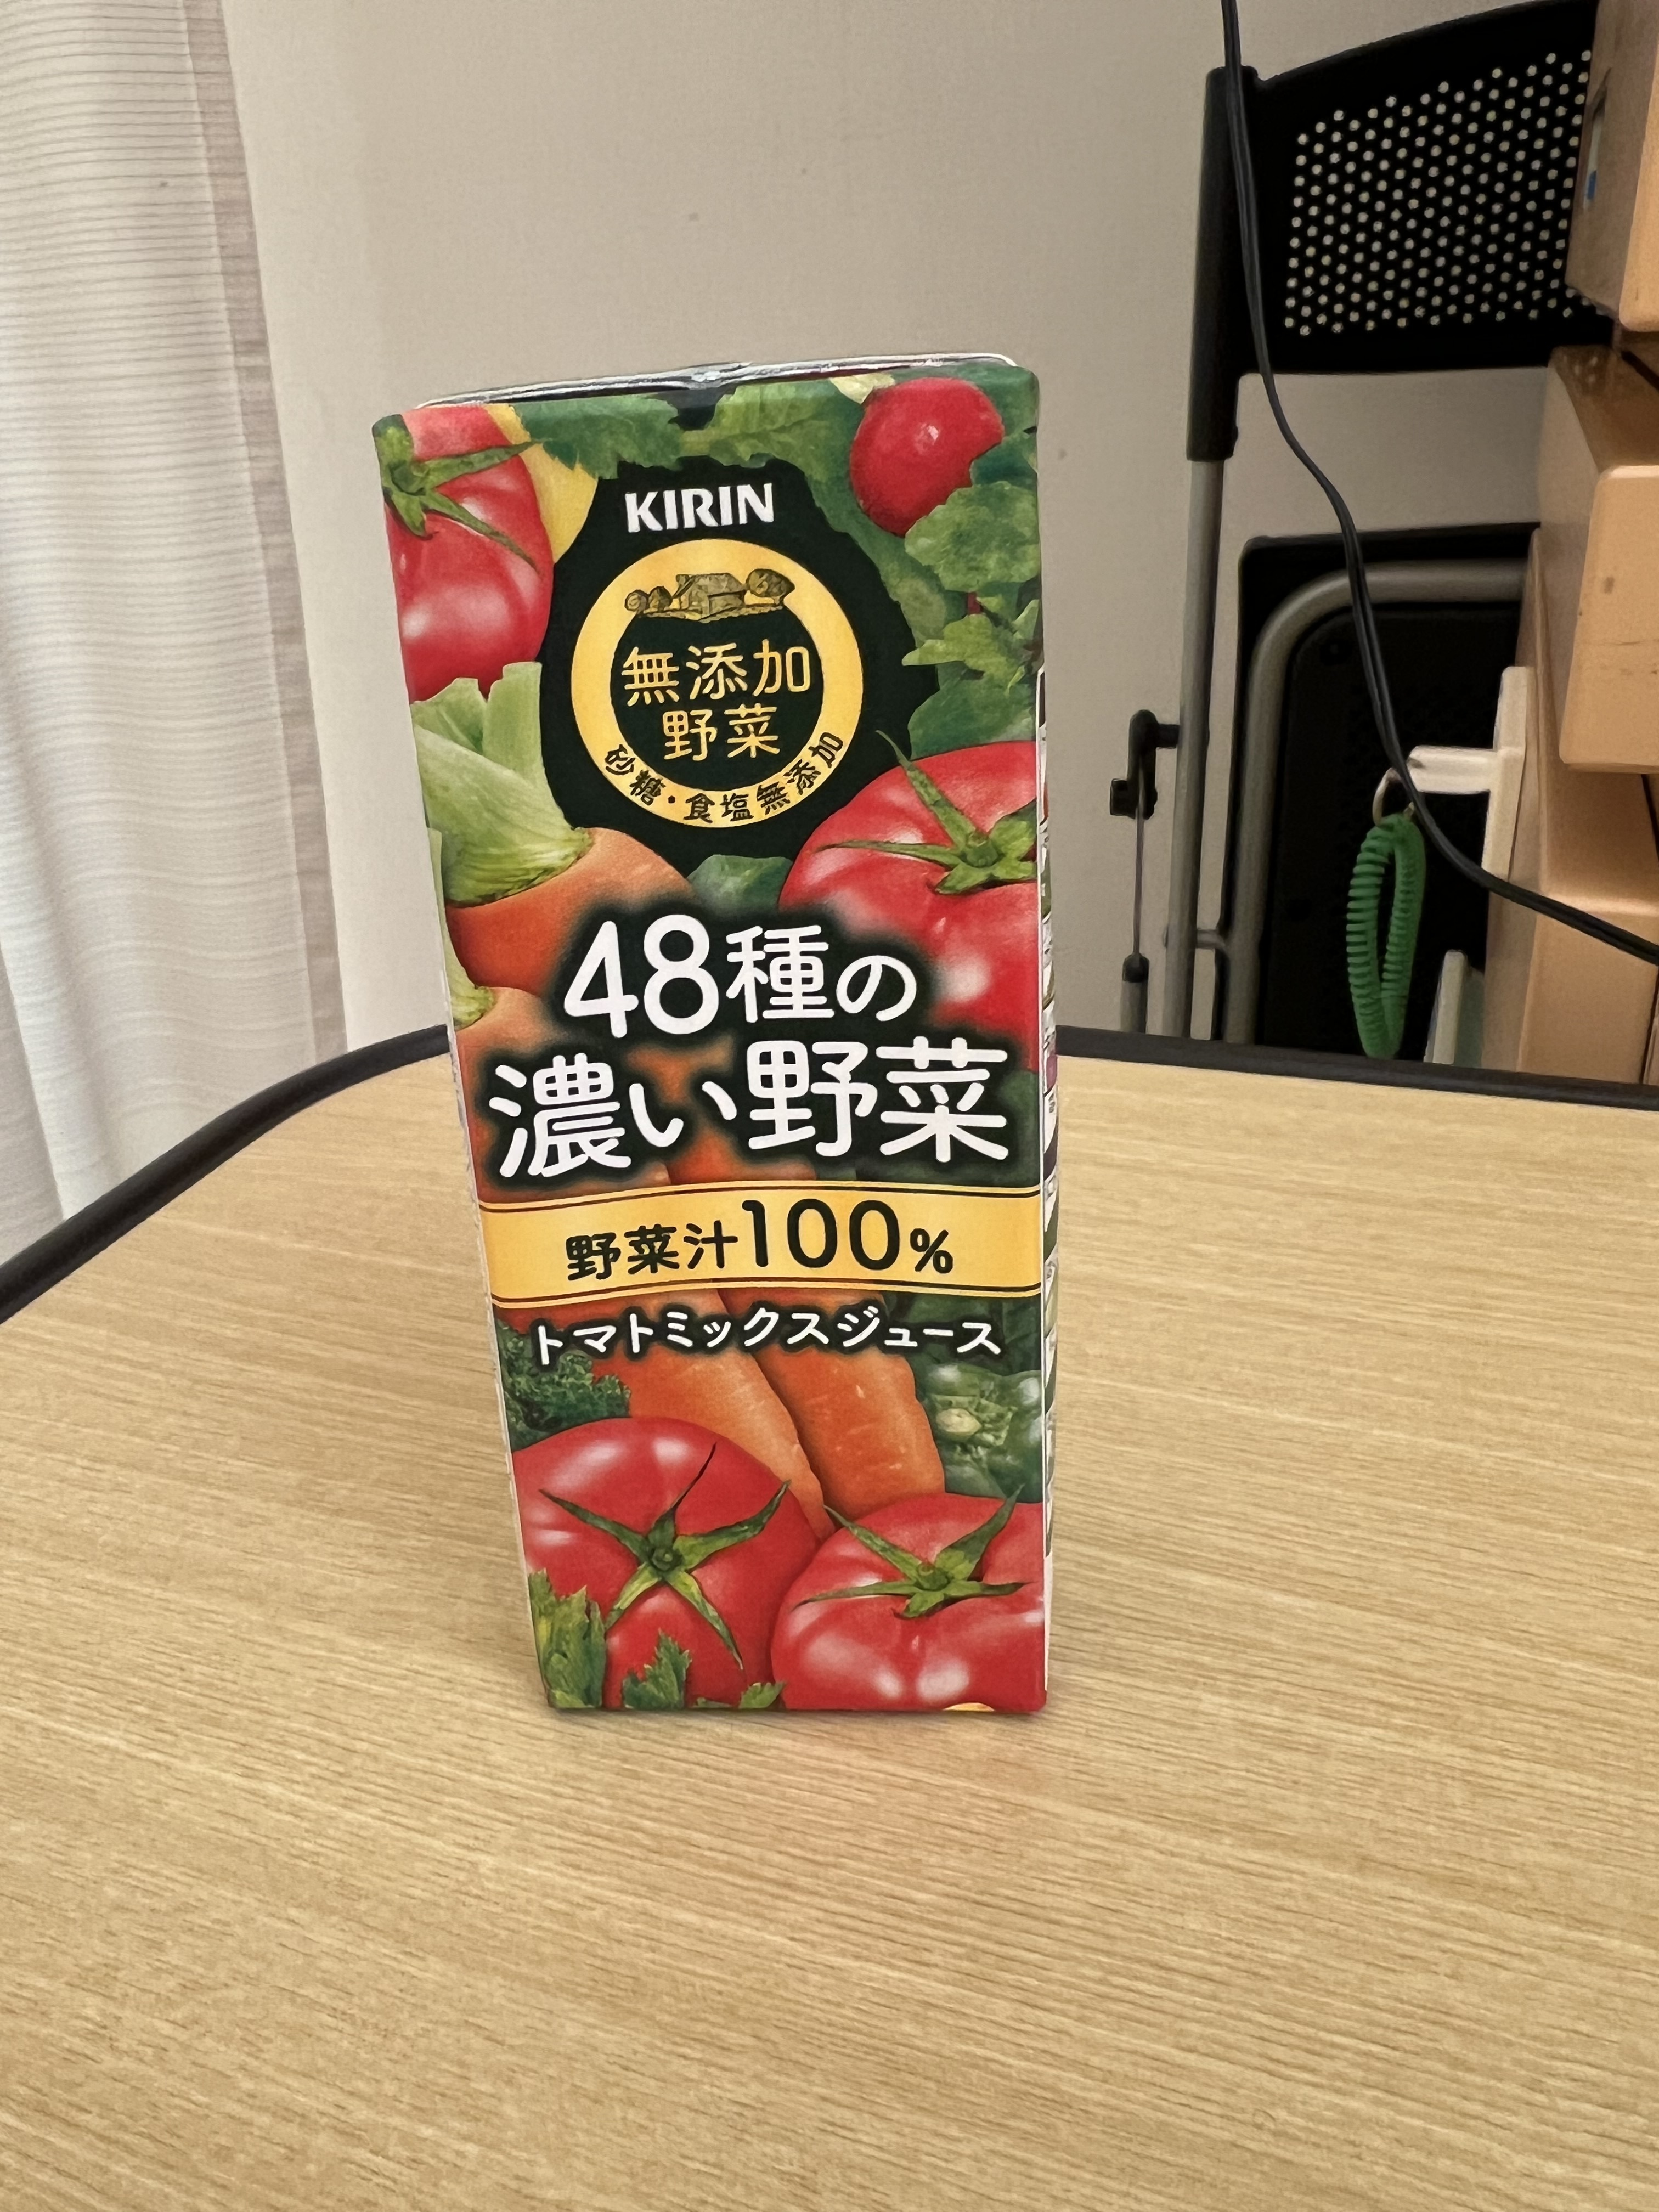 KIRIN
無添加
野菜
砂糖・食塩無添加
48種の
濃い野菜
野菜汁100%
トマトミックスジュース